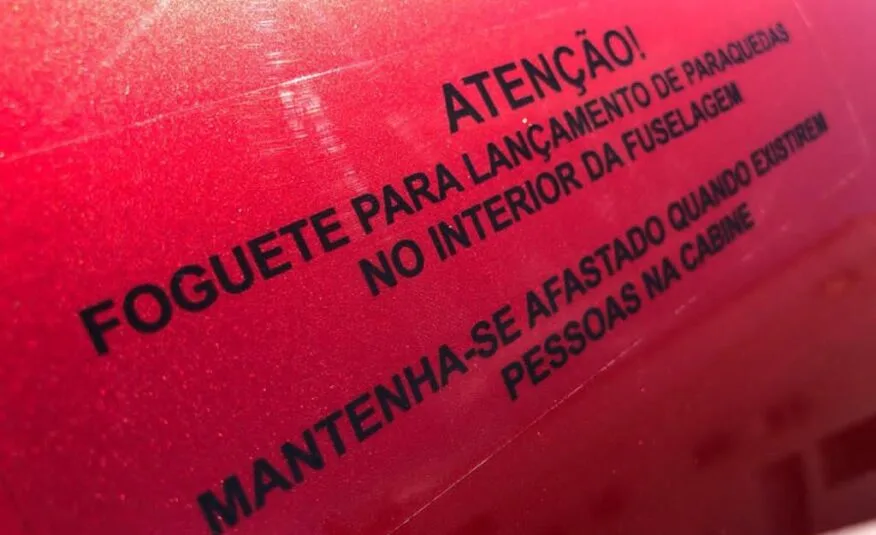 ATENÇÃO!
FOGUETE PARA LANÇAMENTO DE PARAQUEDAS
NO INTERIOR DA FUSELAGEM
MANTENHA-SE AFASTADO QUANDO EXISTIREM
PESSOAS NA CABINE